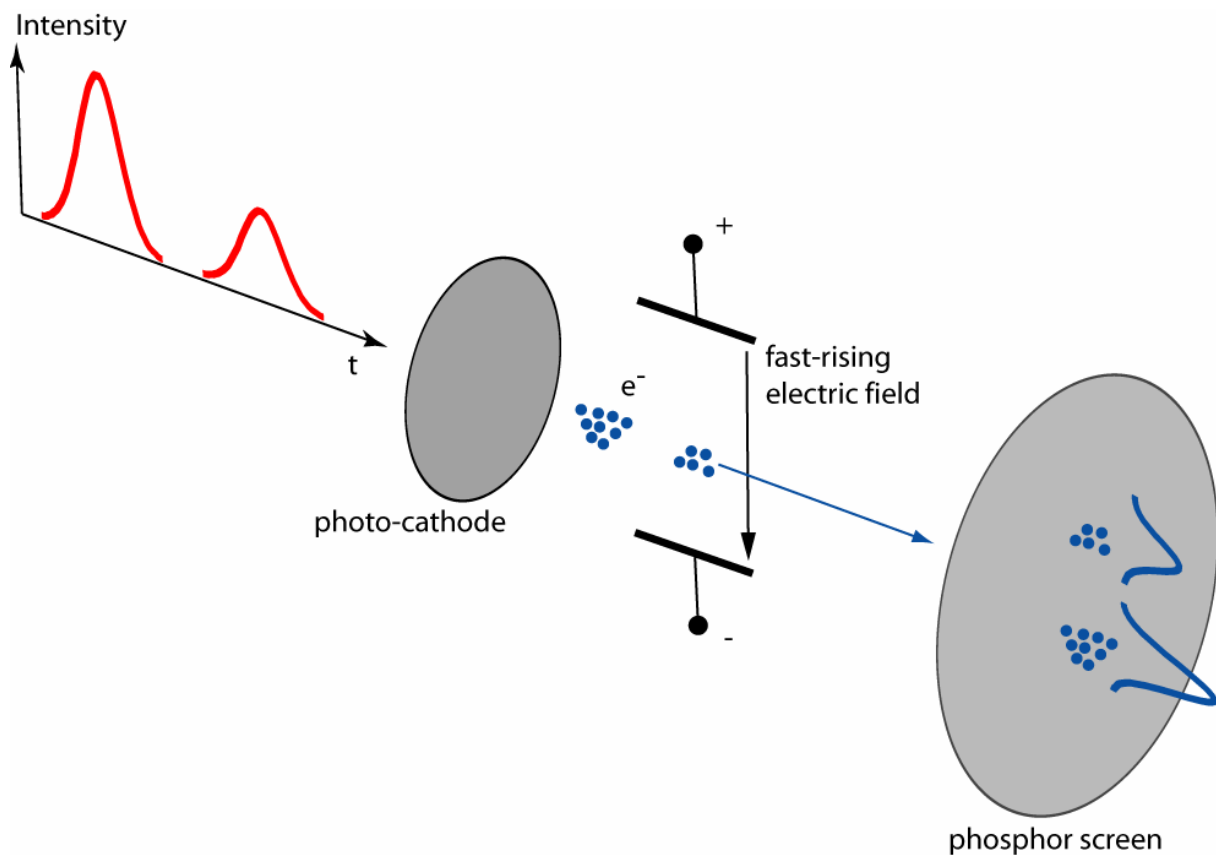 Intensity
t
photo-cathode
e-
+
fast-rising
electric field
-
phosphor screen